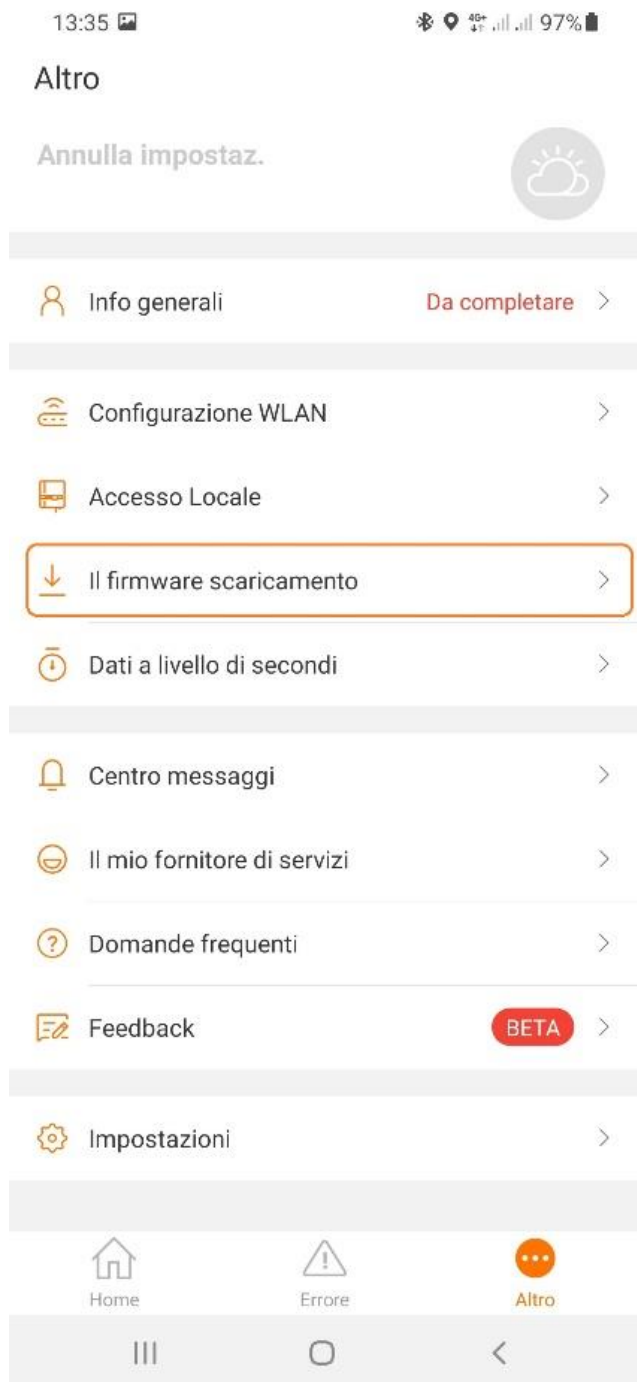 13:35 4G+ 97%
Altro
Annulla impostaz.
Info generali Da completare
Configurazione WLAN
Accesso Locale
Il firmware scaricamento
Dati a livello di secondi
Centro messaggi
Il mio fornitore di servizi
Domande frequenti
Feedback BETA
Impostazioni
Home Errore Altro